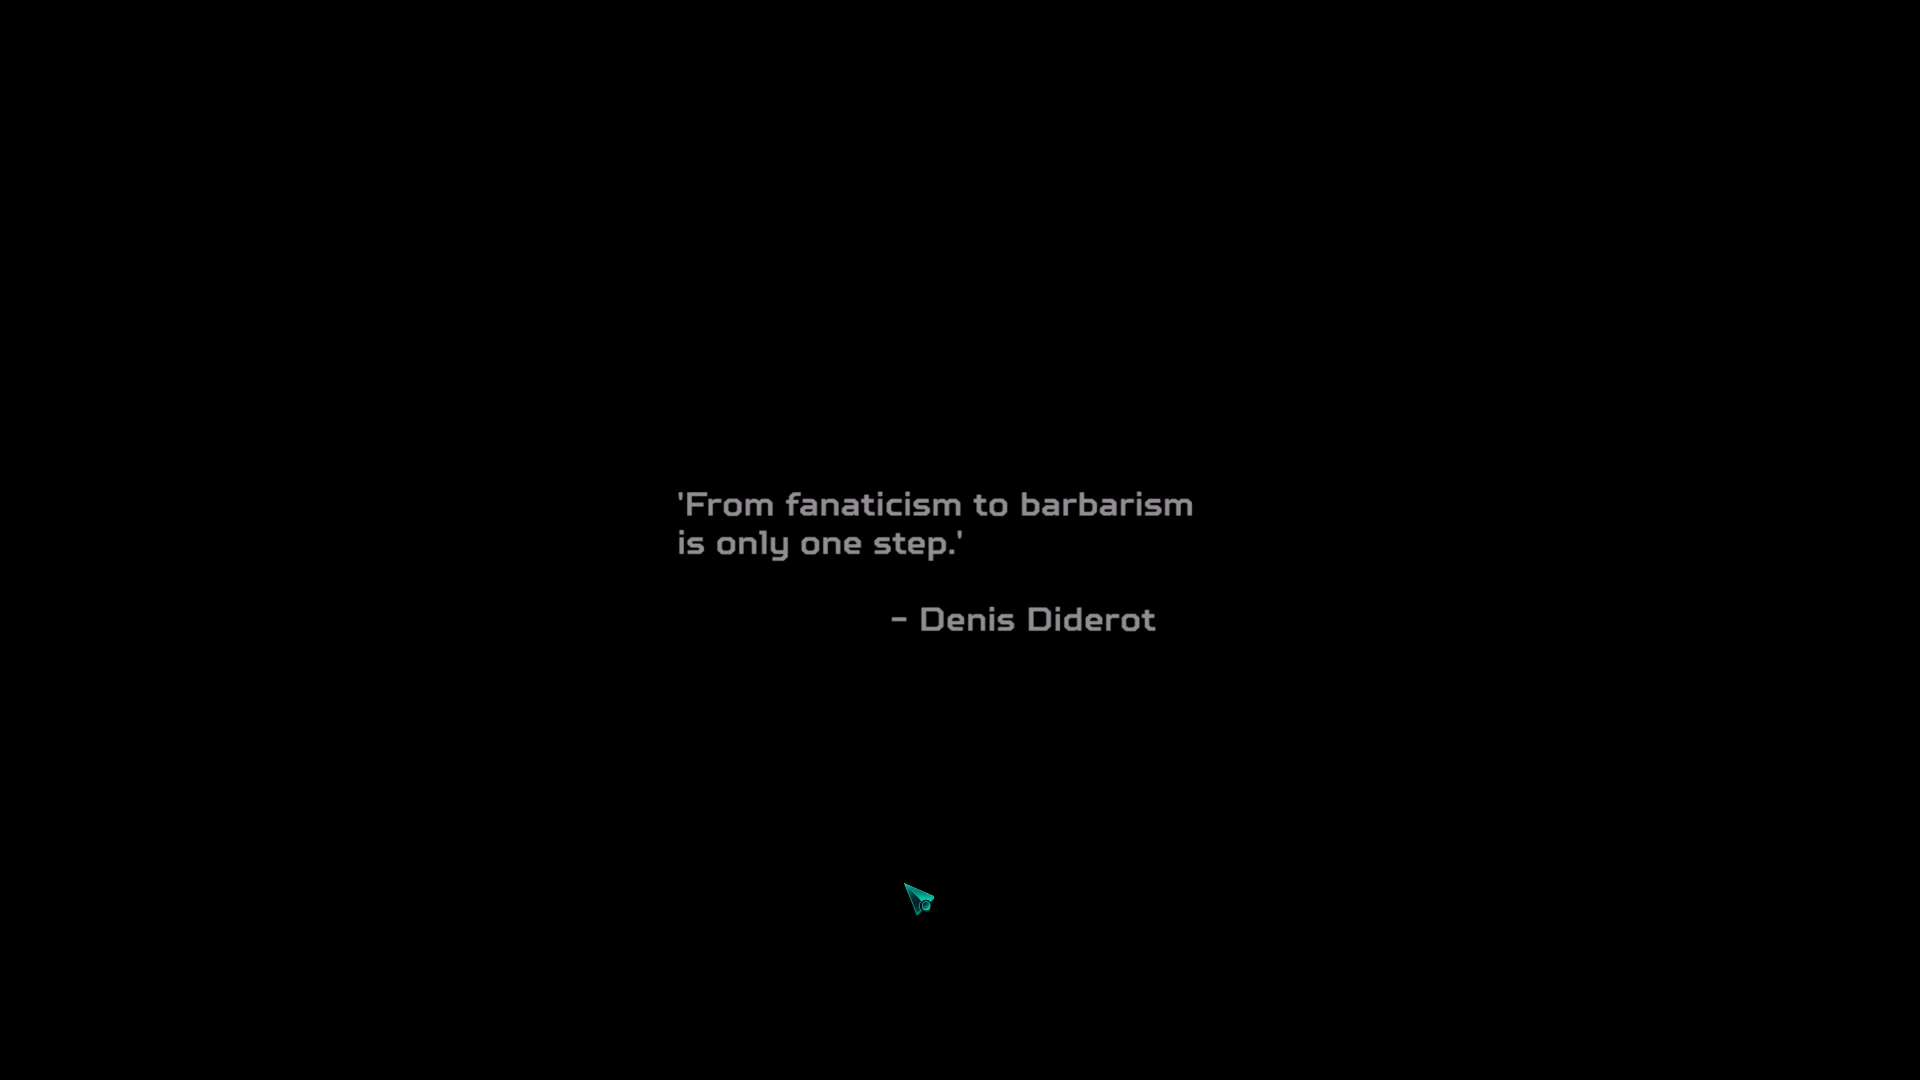 'From fanaticism to barbarism
is only one step.'
- Denis Diderot